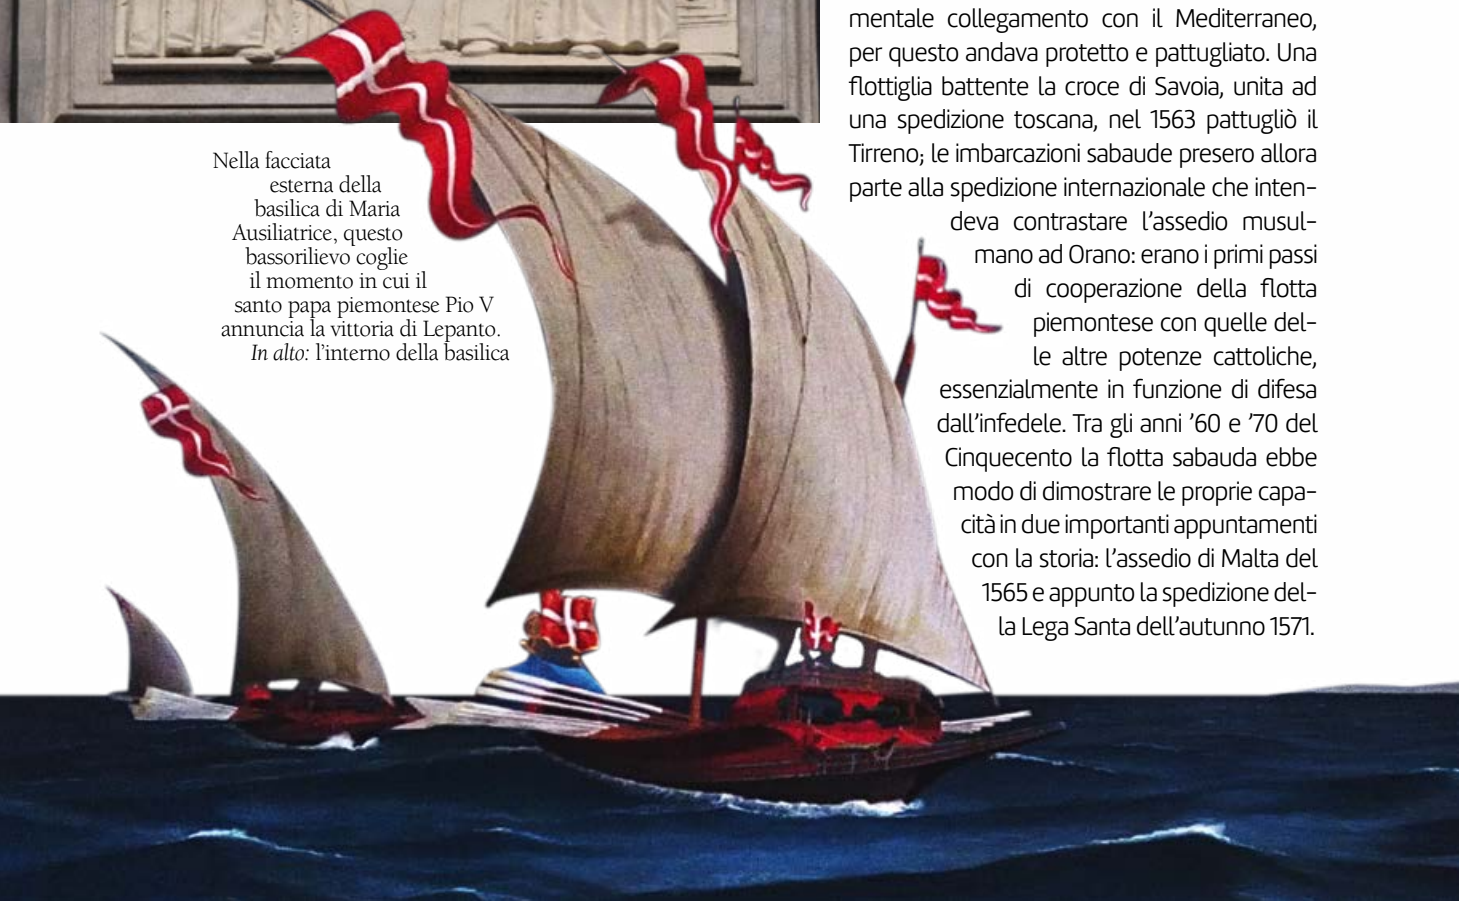 Nella facciata
esterna della
basilica di Maria
Ausiliatrice, questo
bassorilievo coglie
il momento in cui il
santo papa piemontese Pio V
annuncia la vittoria di Lepanto.
In alto: l’interno della basilica
mentale collegamento con il Mediterraneo,
per questo andava protetto e pattugliato. Una
flottiglia battente la croce di Savoia, unita ad
una spedizione toscana, nel 1563 pattugliò il
Tirreno; le imbarcazioni sabaude presero allora
parte alla spedizione internazionale che inten-
deva contrastare l’assedio musul-
mano ad Orano: erano i primi passi
di cooperazione della flotta
piemontese con quelle del-
le altre potenze cattoliche,
essenzialmente in funzione di difesa
dall’infedele. Tra gli anni ’60 e ’70 del
Cinquecento la flotta sabauda ebbe
modo di dimostrare le proprie capa-
cità in due importanti appuntamenti
con la storia: l’assedio di Malta del
1565 e appunto la spedizione del-
la Lega Santa dell’autunno 1571.